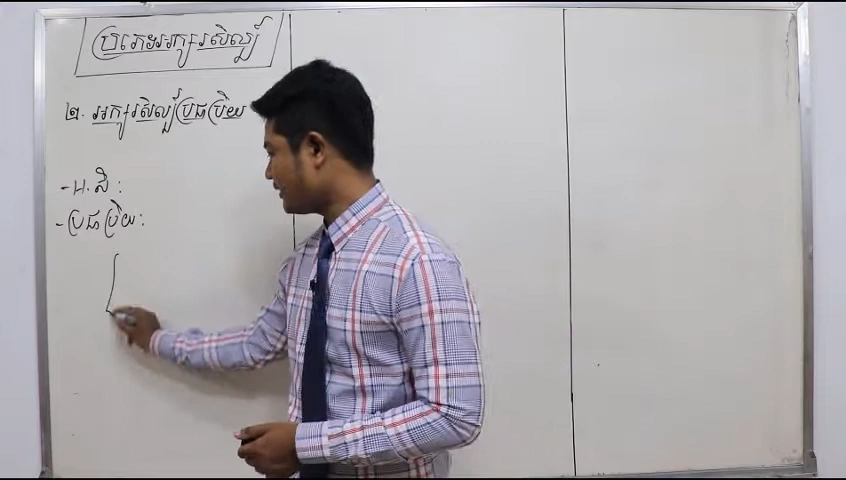 ប្រភេទអក្សរសិល្ប៍
២. អក្សរសិល្ប៍ប្រជាប្រិយ
- អ.សិ :
- ប្រជាប្រិយ :